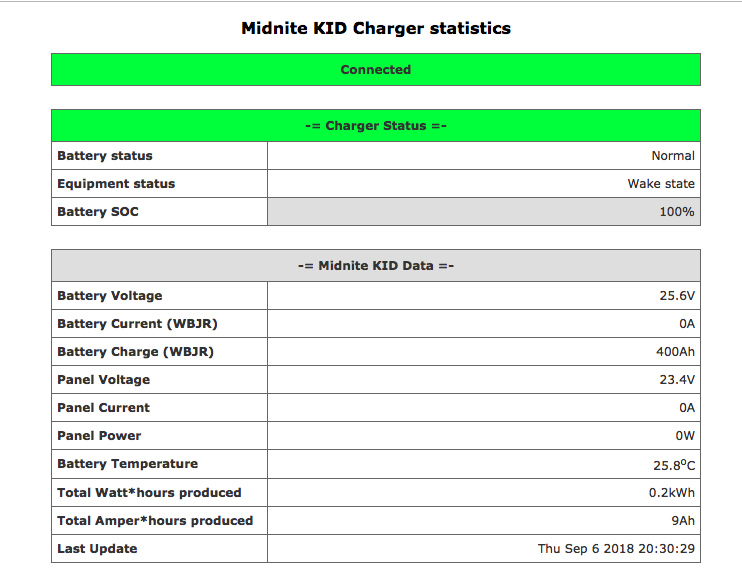 Midnite KID Charger statistics
Connected
-= Charger Status =-
Battery status Normal
Equipment status Wake state
Battery SOC 100%
-= Midnite KID Data =-
Battery Voltage 25.6V
Battery Current (WBJR) 0A
Battery Charge (WBJR) 400Ah
Panel Voltage 23.4V
Panel Current 0A
Panel Power 0W
Battery Temperature 25.8ºC
Total Watt*hours produced 0.2kWh
Total Amper*hours produced 9Ah
Last Update Thu Sep 6 2018 20:30:29